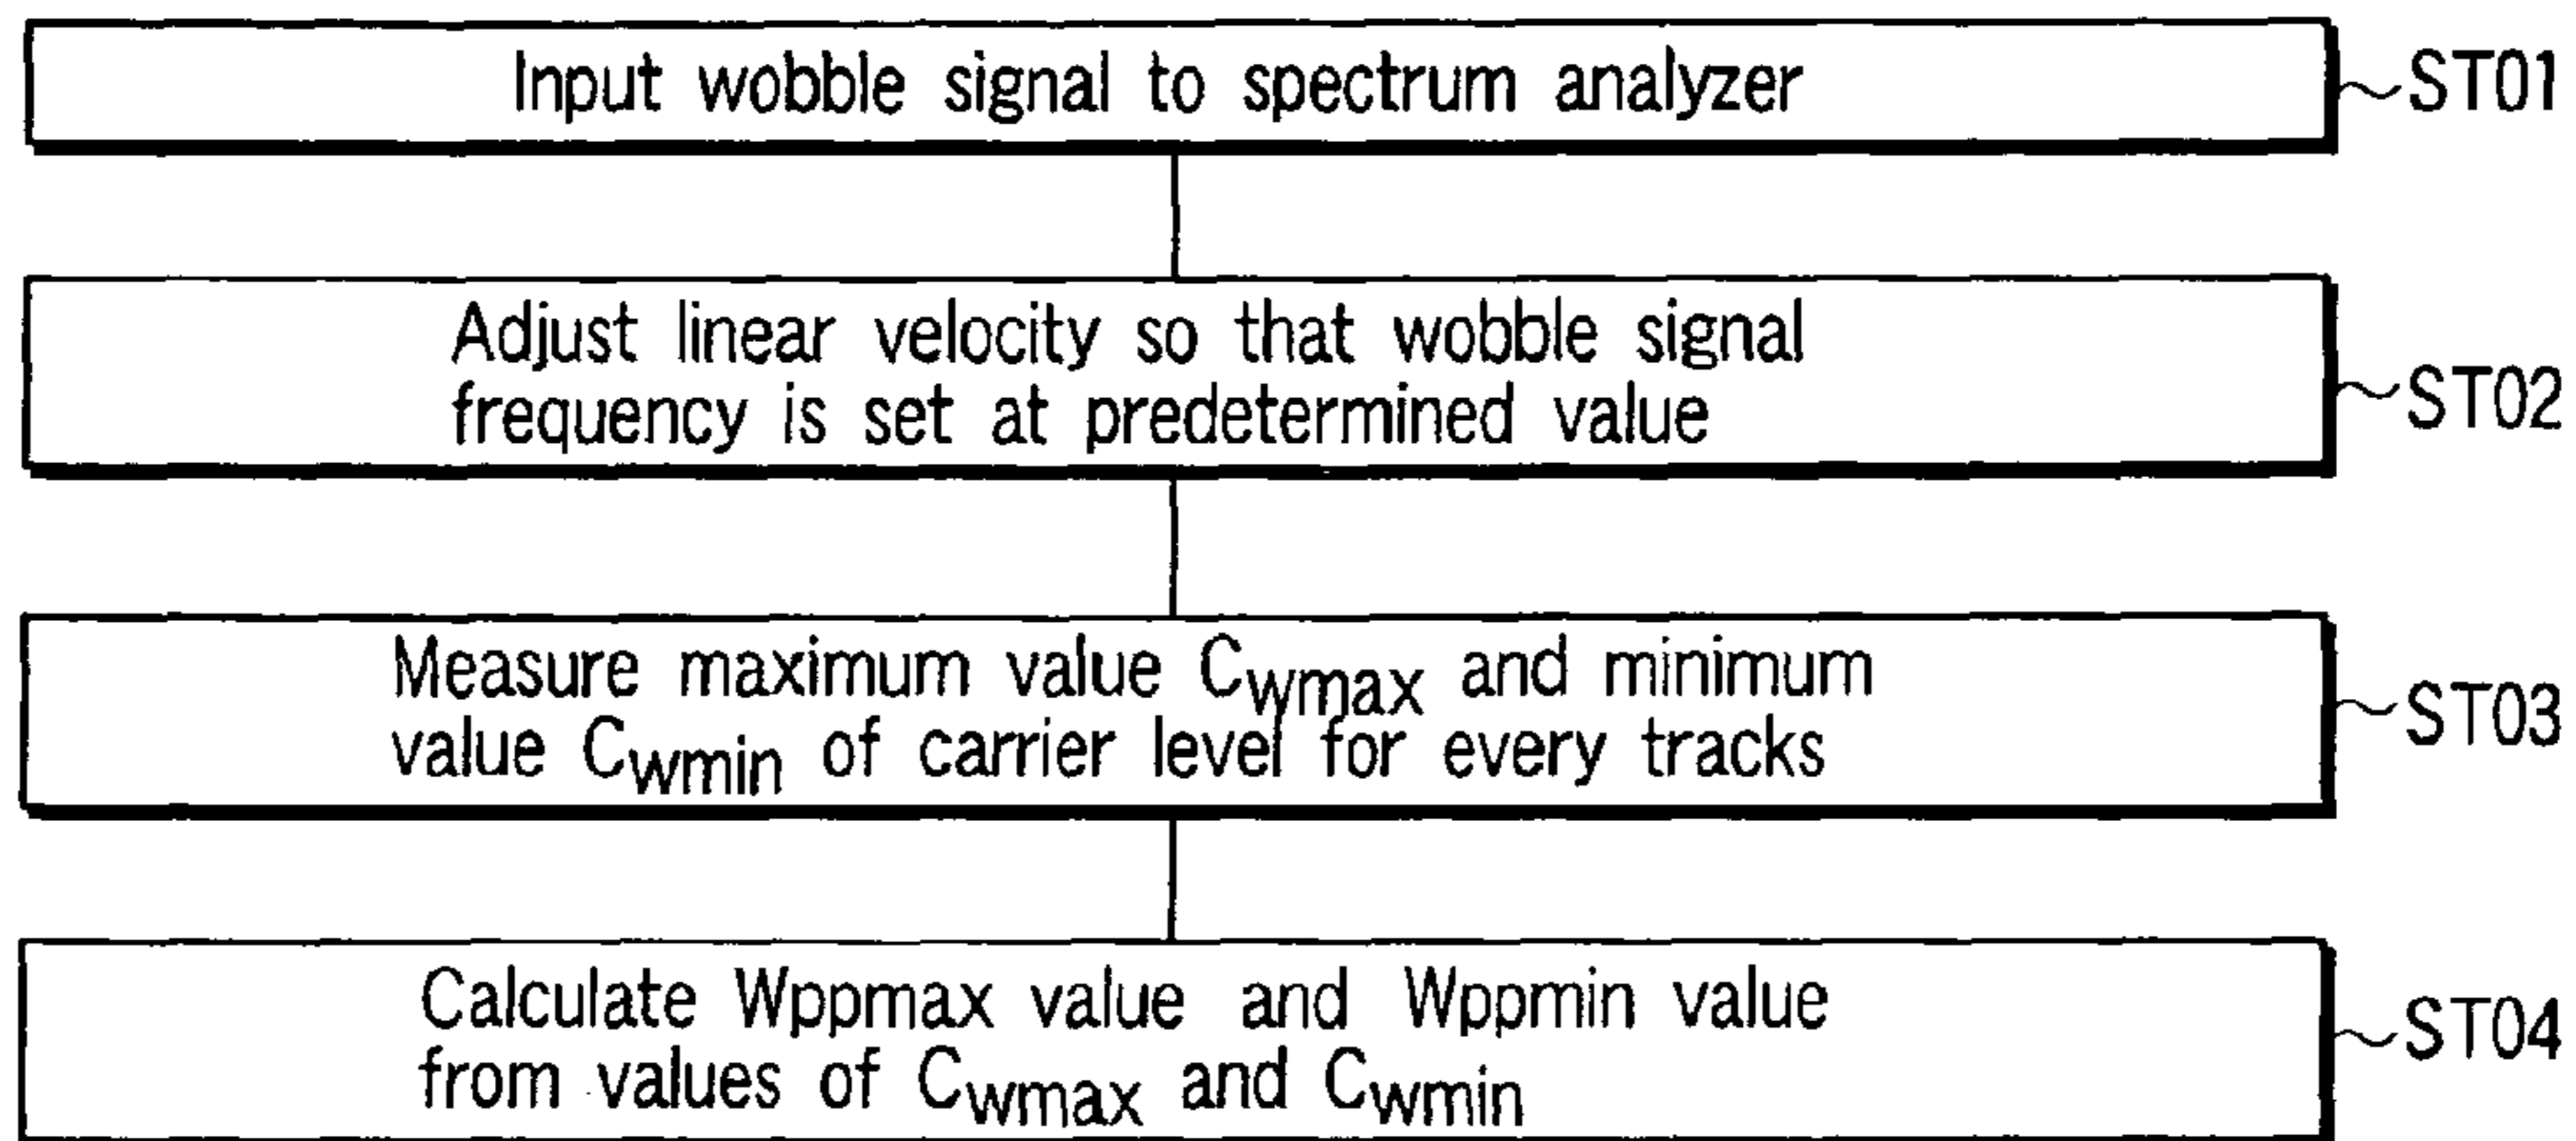 Input wobble signal to spectrum analyzer
ST01
Adjust linear velocity so that wobble signal
frequency is set at predetermined value
ST02
Measure maximum value Cwmax and minimum
value Cwmin of carrier level for every tracks
ST03
Calculate Wppmax value and Wppmin value
from values of Cwmax and Cwmin
ST04